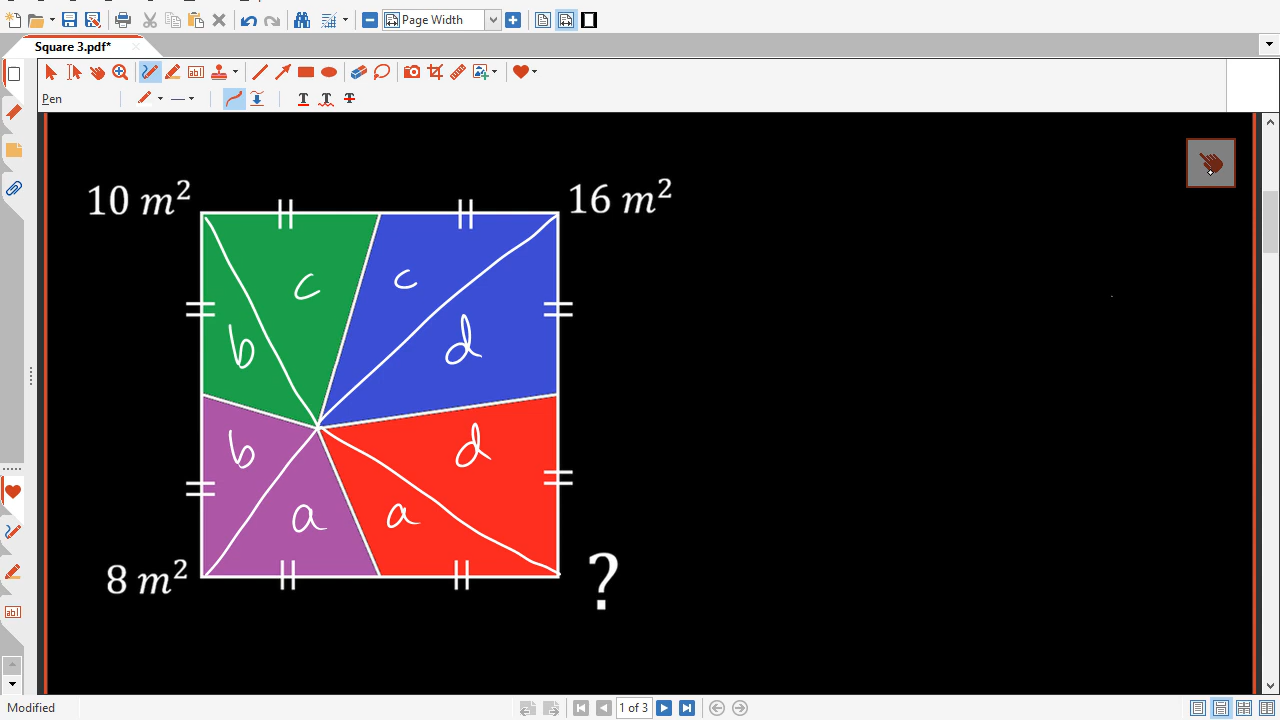 Page Width
Square 3.pdf*
Pen
10 m²
16 m²
c
c
b
d
b
d
a
a
8 m²
?
Modified
1 of 3